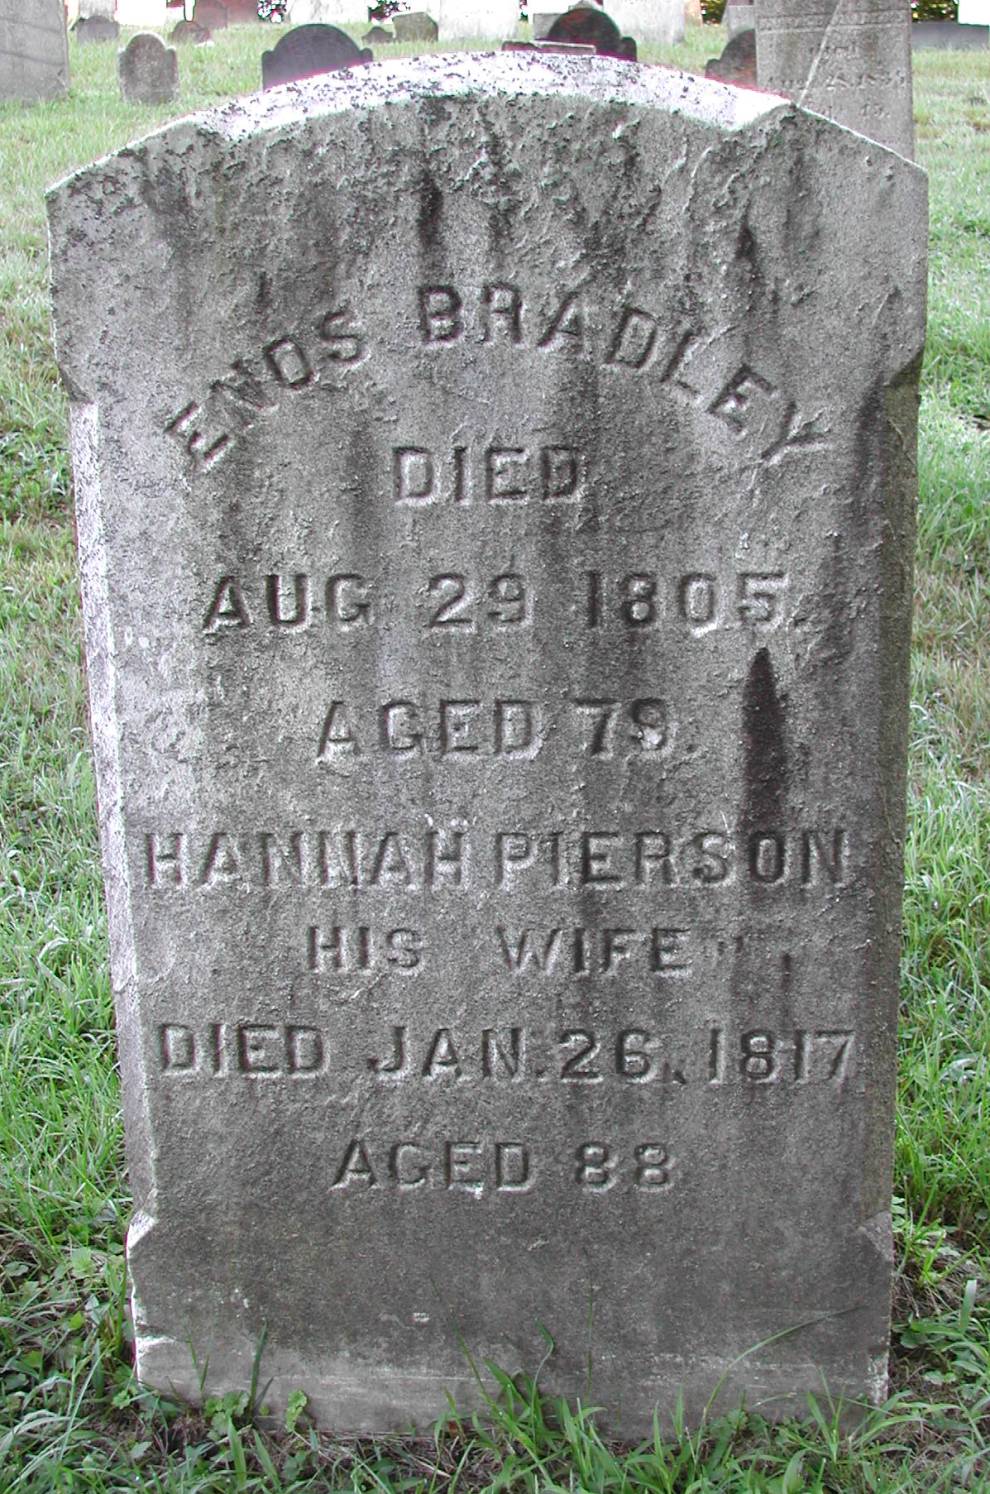 ENOS BRADLEY
DIED
AUG 29 1805.
AGED 79.
HANNAH PIERSON
HIS WIFE
DIED JAN. 26, 1817
AGED 88